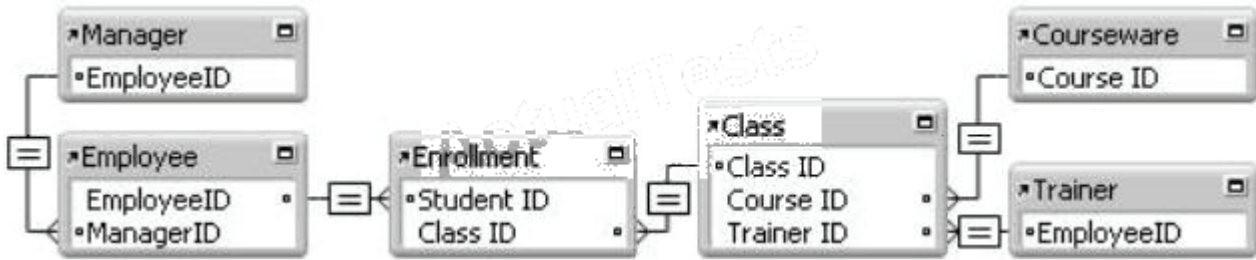 Manager
EmployeeID
Employee
EmployeeID
ManagerID
Enrollment
Student ID
Class ID
Class
Class ID
Course ID
Trainer ID
Courseware
Course ID
Trainer
EmployeeID
ActualTests